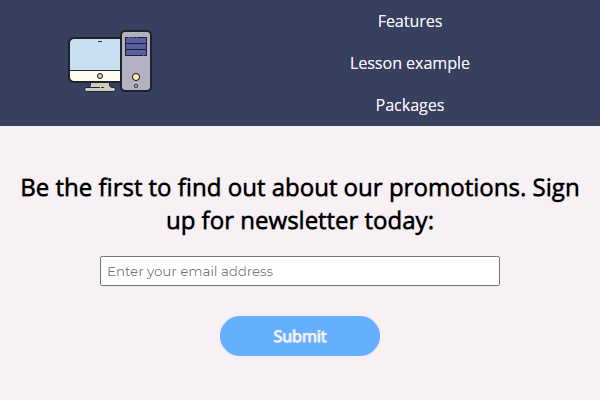 Features
Lesson example
Packages
Be the first to find out about our promotions. Sign
up for newsletter today:
Enter your email address
Submit